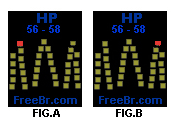 HP
56 - 58
FreeBr.com
FIG.A
HP
56 - 58
FreeBr.com
FIG.B